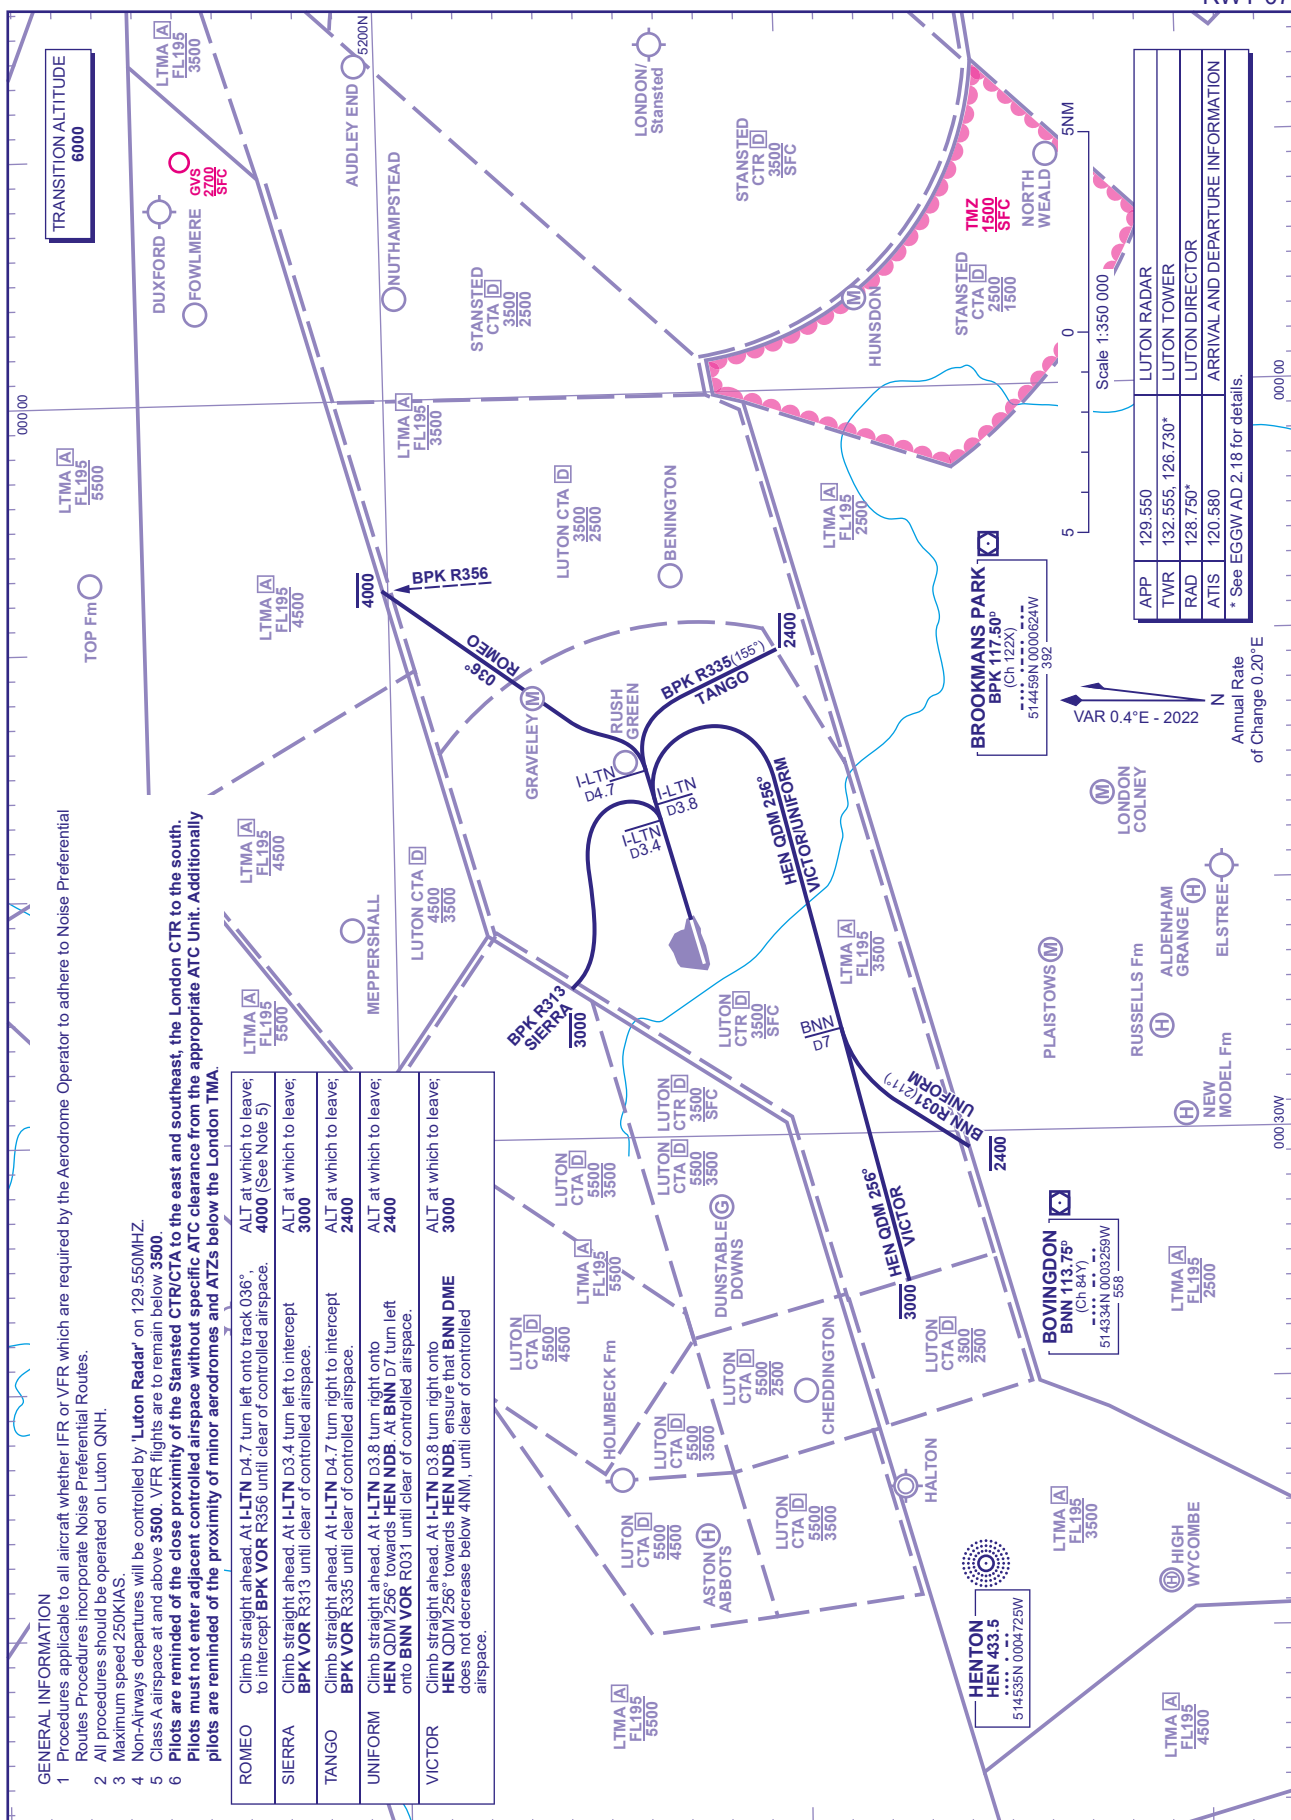 RWY 07
TRANSITION ALTITUDE
6000
GENERAL INFORMATION
1 Procedures applicable to all aircraft whether IFR or VFR which are required by the Aerodrome Operator to adhere to Noise Preferential
Routes Procedures incorporate Noise Preferential Routes.
2 All procedures should be operated on Luton QNH.
3 Maximum speed 250KIAS.
4 Non-Airways departures will be controlled by 'Luton Radar' on 129.550MHZ.
5 Class A airspace at and above 3500. VFR flights are to remain below 3500.
6 Pilots are reminded of the close proximity of the Stansted CTR/CTA to the east and southeast, the London CTR to the south.
Pilots must not enter adjacent controlled airspace without specific ATC clearance from the appropriate ATC Unit. Additionally
pilots are reminded of the proximity of minor aerodromes and ATZs below the London TMA.
ROMEO Climb straight ahead. At I-LTN D4.7 turn left onto track 036°, ALT at which to leave;
to intercept BPK VOR R356 until clear of controlled airspace. 4000 (See Note 5)
SIERRA Climb straight ahead. At I-LTN D3.4 turn left to intercept ALT at which to leave;
BPK VOR R313 until clear of controlled airspace. 3000
TANGO Climb straight ahead. At I-LTN D4.7 turn right to intercept ALT at which to leave;
BPK VOR R335 until clear of controlled airspace. 2400
UNIFORM Climb straight ahead. At I-LTN D3.8 turn right onto ALT at which to leave;
HEN QDM 256° towards HEN NDB. At BNN D7 turn left 2400
onto BNN VOR R031 until clear of controlled airspace.
VICTOR Climb straight ahead. At I-LTN D3.8 turn right onto ALT at which to leave;
HEN QDM 256° towards HEN NDB, ensure that BNN DME 3000
does not decrease below 4NM, until clear of controlled
airspace.
000 00
5200N
LTMA A
FL195
3500
GVS
2700
SFC
DUXFORD
FOWLMERE
AUDLEY END
NUTHAMPSTEAD
LONDON/
Stansted
STANSTED
CTR D
3500
SFC
STANSTED
CTA D
3500
2500
LTMA A
FL195
5500
TOP Fm
LTMA A
FL195
4500
LTMA A
FL195
3500
4000
BPK R356
ROMEO
036°
LUTON CTA D
3500
2500
BENINGTON
GRAVELEY M
RUSH
GREEN
BPK R335(155°)
TANGO
2400
I-LTN
D4.7
I-LTN
D3.8
I-LTN
D3.4
LTMA A
FL195
4500
MEPPERSHALL
LUTON CTA D
4500
3500
LTMA A
FL195
5500
BPK R313
SIERRA
3000
HEN QDM 256°
VICTOR/UNIFORM
LTMA A
FL195
2500
LTMA A
FL195
3500
LUTON
CTR D
3500
SFC
BNN
D7
BNN R031(211°)
UNIFORM
2400
HEN QDM 256°
VICTOR
3000
LUTON
CTR D
3500
SFC
LUTON
CTA D
5500
3500
LUTON
CTA D
5500
3500
LTMA A
FL195
5500
DUNSTABLE G
DOWNS
LUTON
CTA D
5500
4500
HOLMBECK Fm
LUTON
CTA D
5500
2500
CHEDDINGTON
LUTON
CTA D
3500
2500
LUTON
CTA D
5500
3500
LUTON
CTA D
5500
4500
ASTON H
ABBOTS
LUTON
CTA D
5500
3500
HALTON
LTMA A
FL195
5500
HENTON
HEN 433.5
514535N 0004725W
BOVINGDON
BNN 113.75D
(Ch 84Y)
514334N 0003259W
558
LTMA A
FL195
2500
LTMA A
FL195
3500
H HIGH
WYCOMBE
LTMA A
FL195
4500
PLAISTOWS M
RUSSELLS Fm
H
NEW
MODEL Fm
H
ALDENHAM
GRANGE H
ELSTREE
LONDON
COLNEY
M
000 30W
BROOKMANS PARK
BPK 117.50D
(Ch 122X)
514459N 0000624W
392
VAR 0.4°E - 2022
N
Annual Rate
of Change 0.20°E
HUNSDON
M
STANSTED
CTA D
2500
1500
TMZ
1500
SFC
NORTH
WEALD
5 0 5NM
Scale 1:350 000
APP 129.550 LUTON RADAR
TWR 132.555, 126.730* LUTON TOWER
RAD 128.750* LUTON DIRECTOR
ATIS 120.580 ARRIVAL AND DEPARTURE INFORMATION
* See EGGW AD 2.18 for details.
000 00